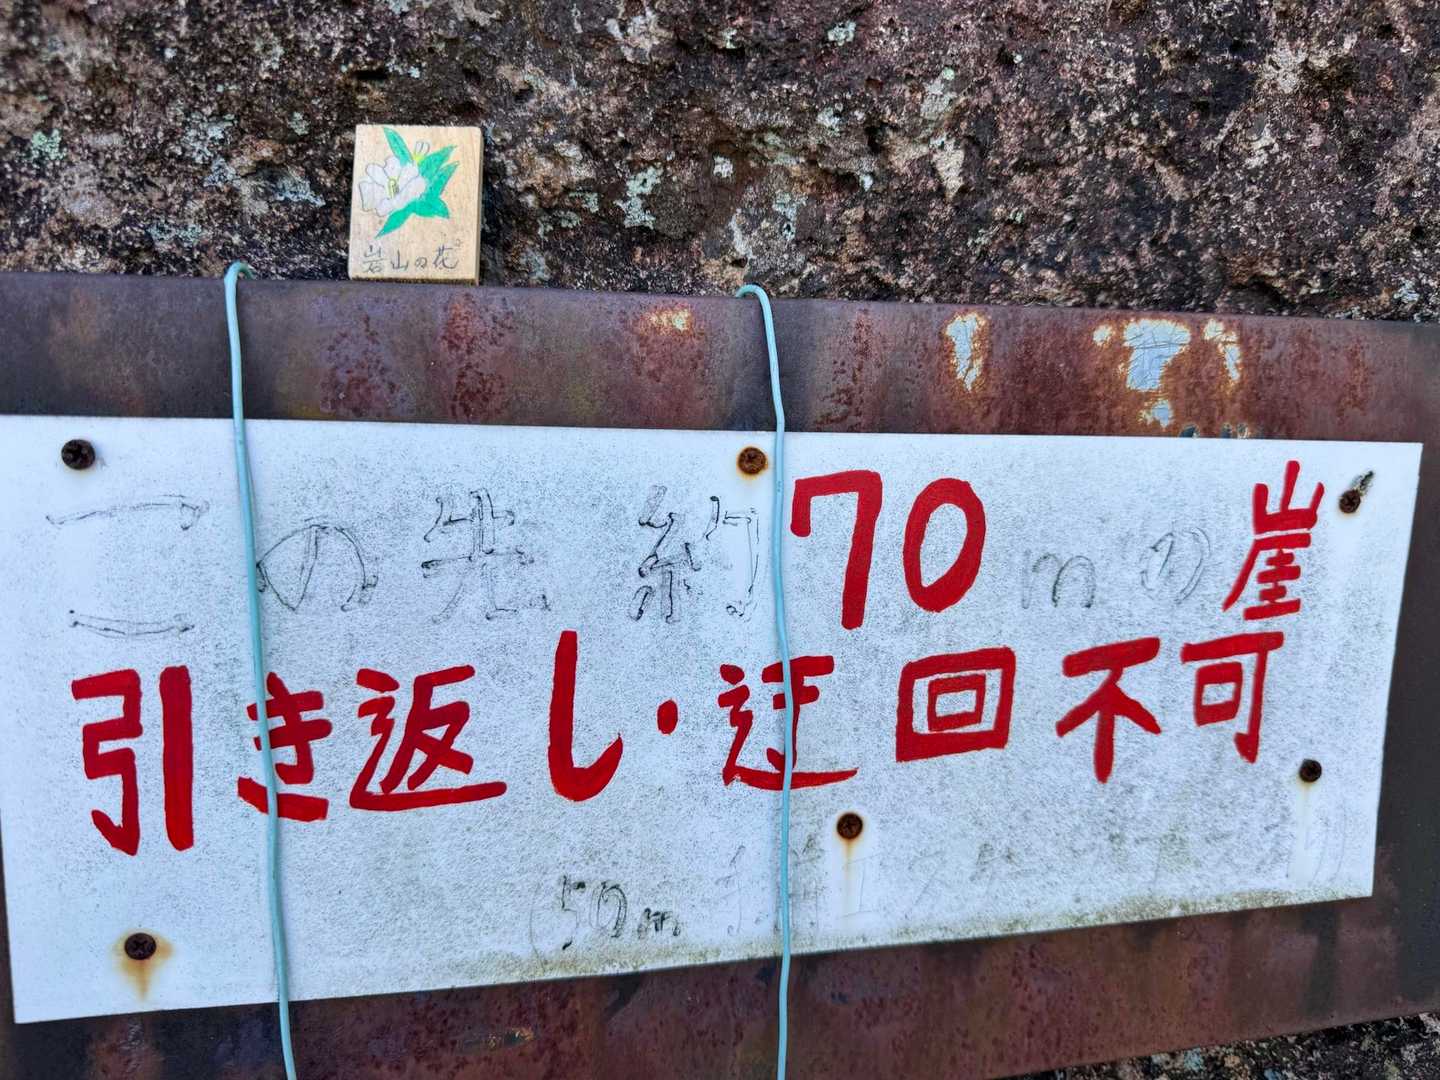 岩山の花
この先 約70mの崖
引き返し・迂回不可
(50m